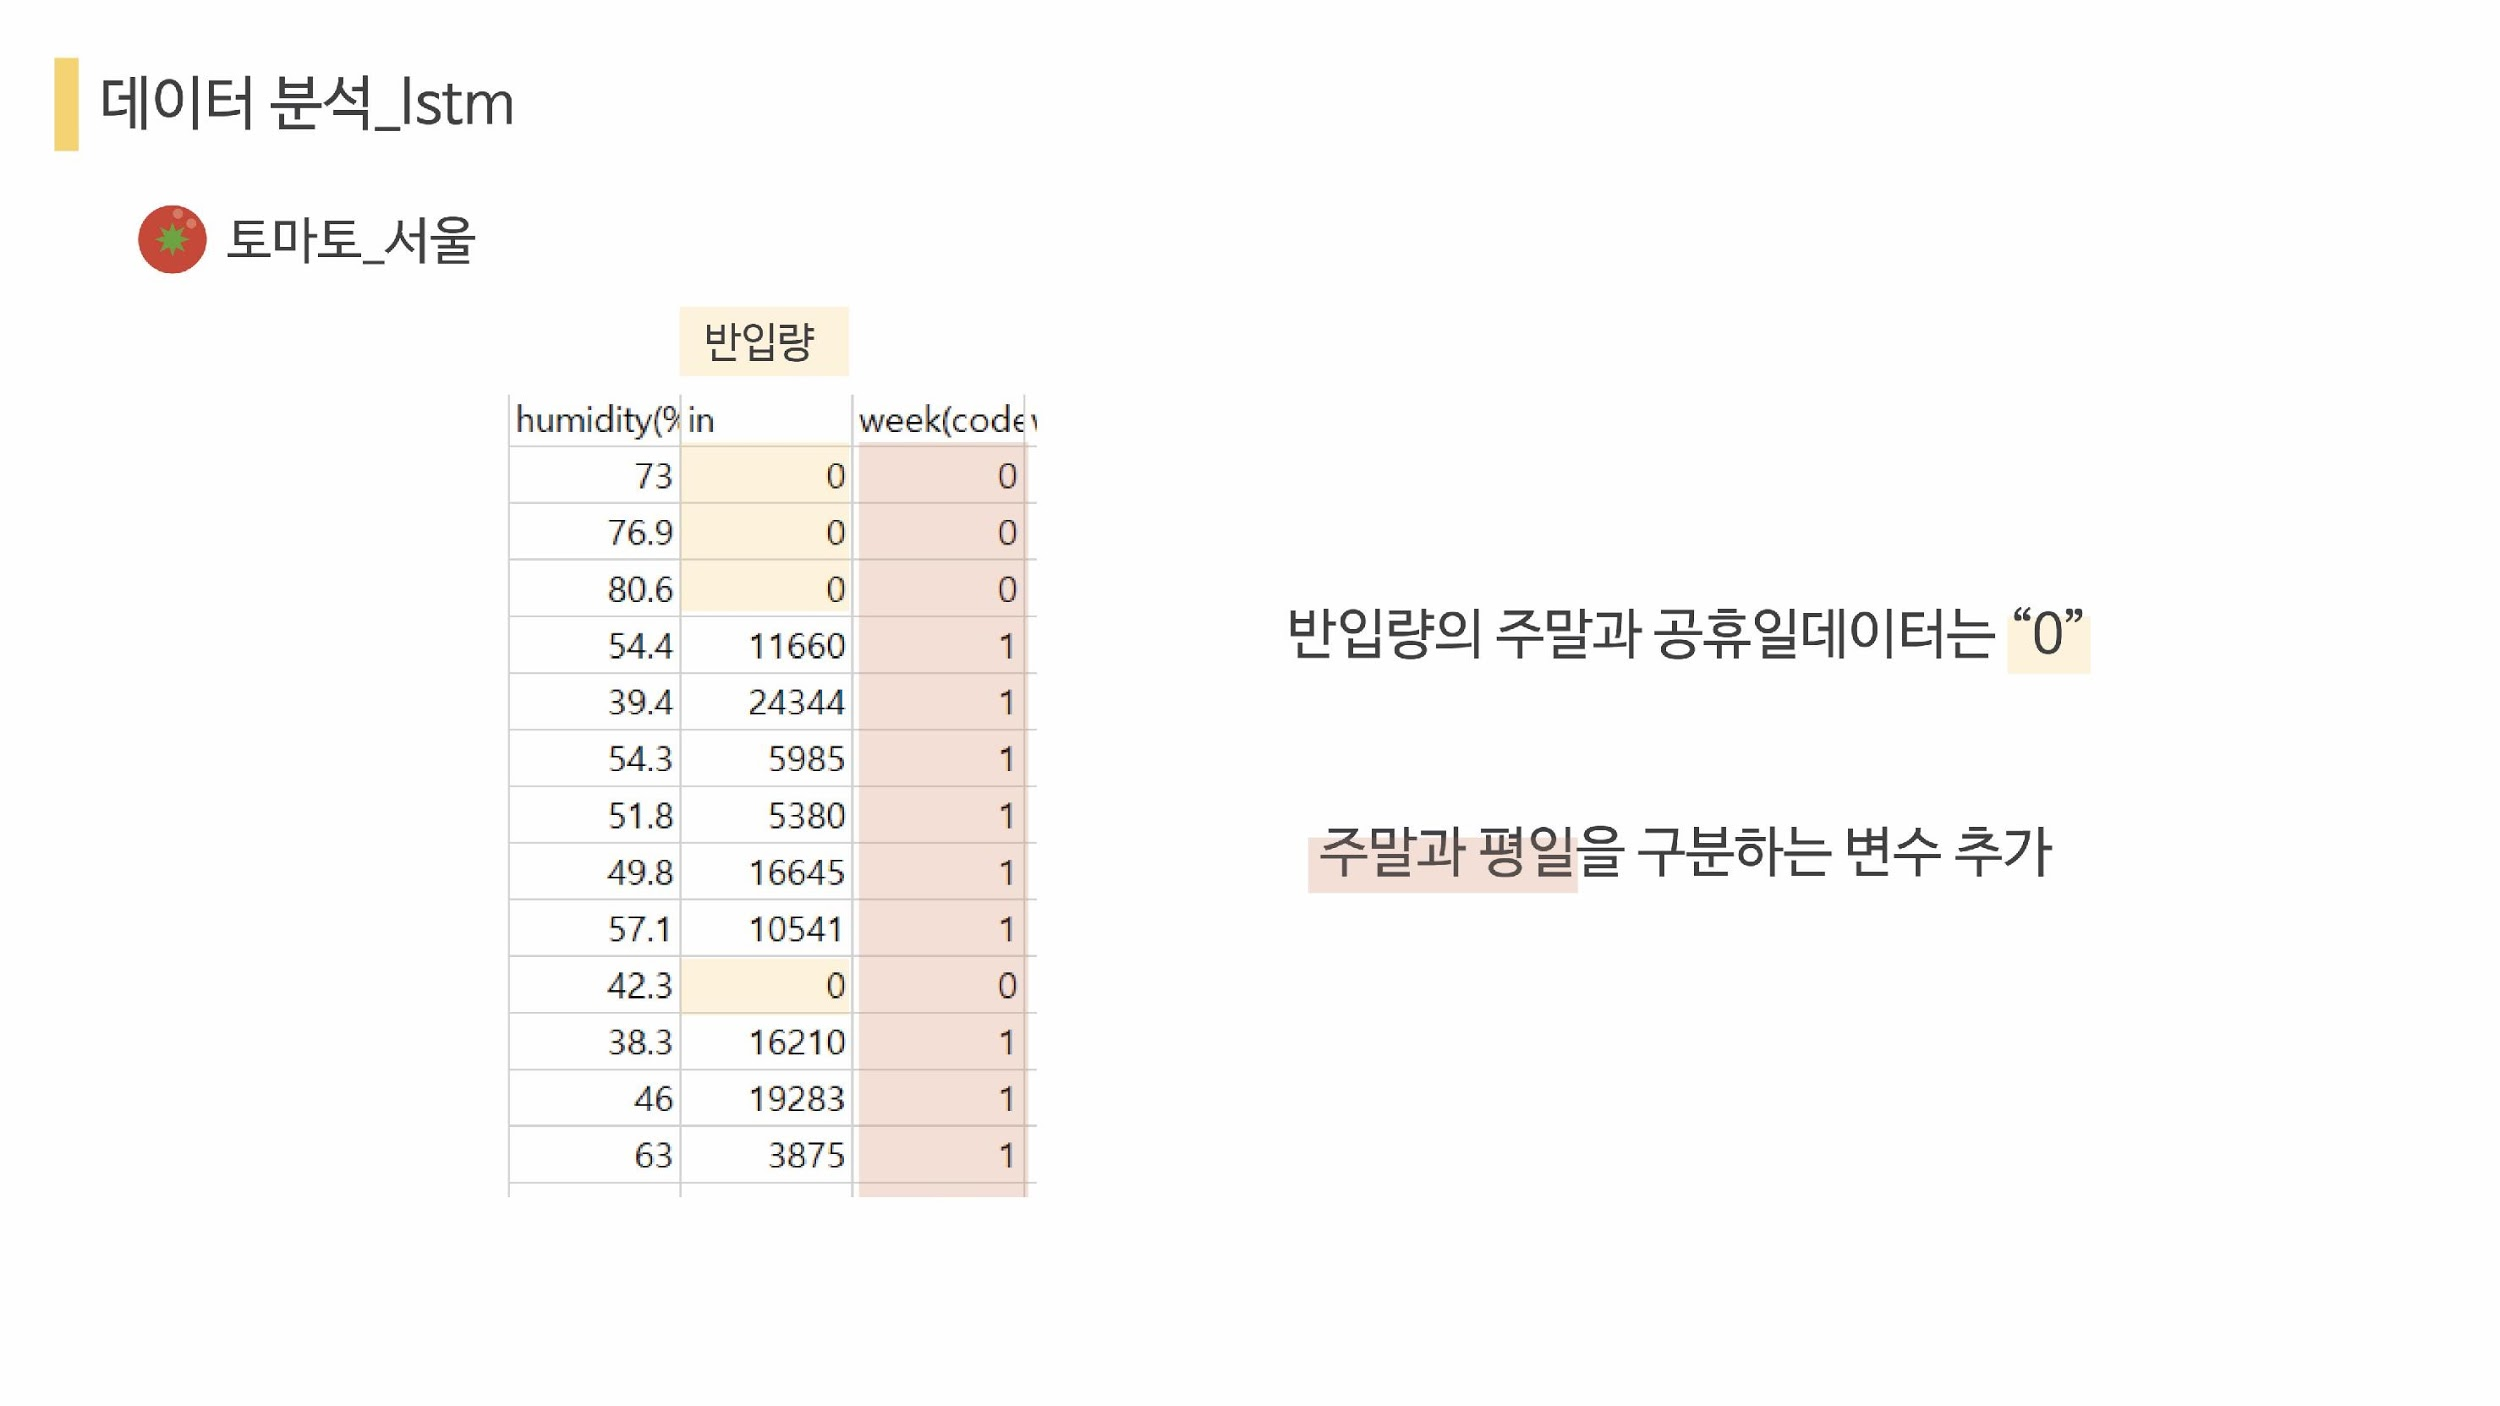 데이터 분석_lstm
토마토_서울
반입량
humidity(% in week(code
73 0 0
76.9 0 0
80.6 0 0
54.4 11660 1
39.4 24344 1
54.3 5985 1
51.8 5380 1
49.8 16645 1
57.1 10541 1
42.3 0 0
38.3 16210 1
46 19283 1
63 3875 1
반입량의 주말과 공휴일데이터는 “0”
주말과 평일을 구분하는 변수 추가